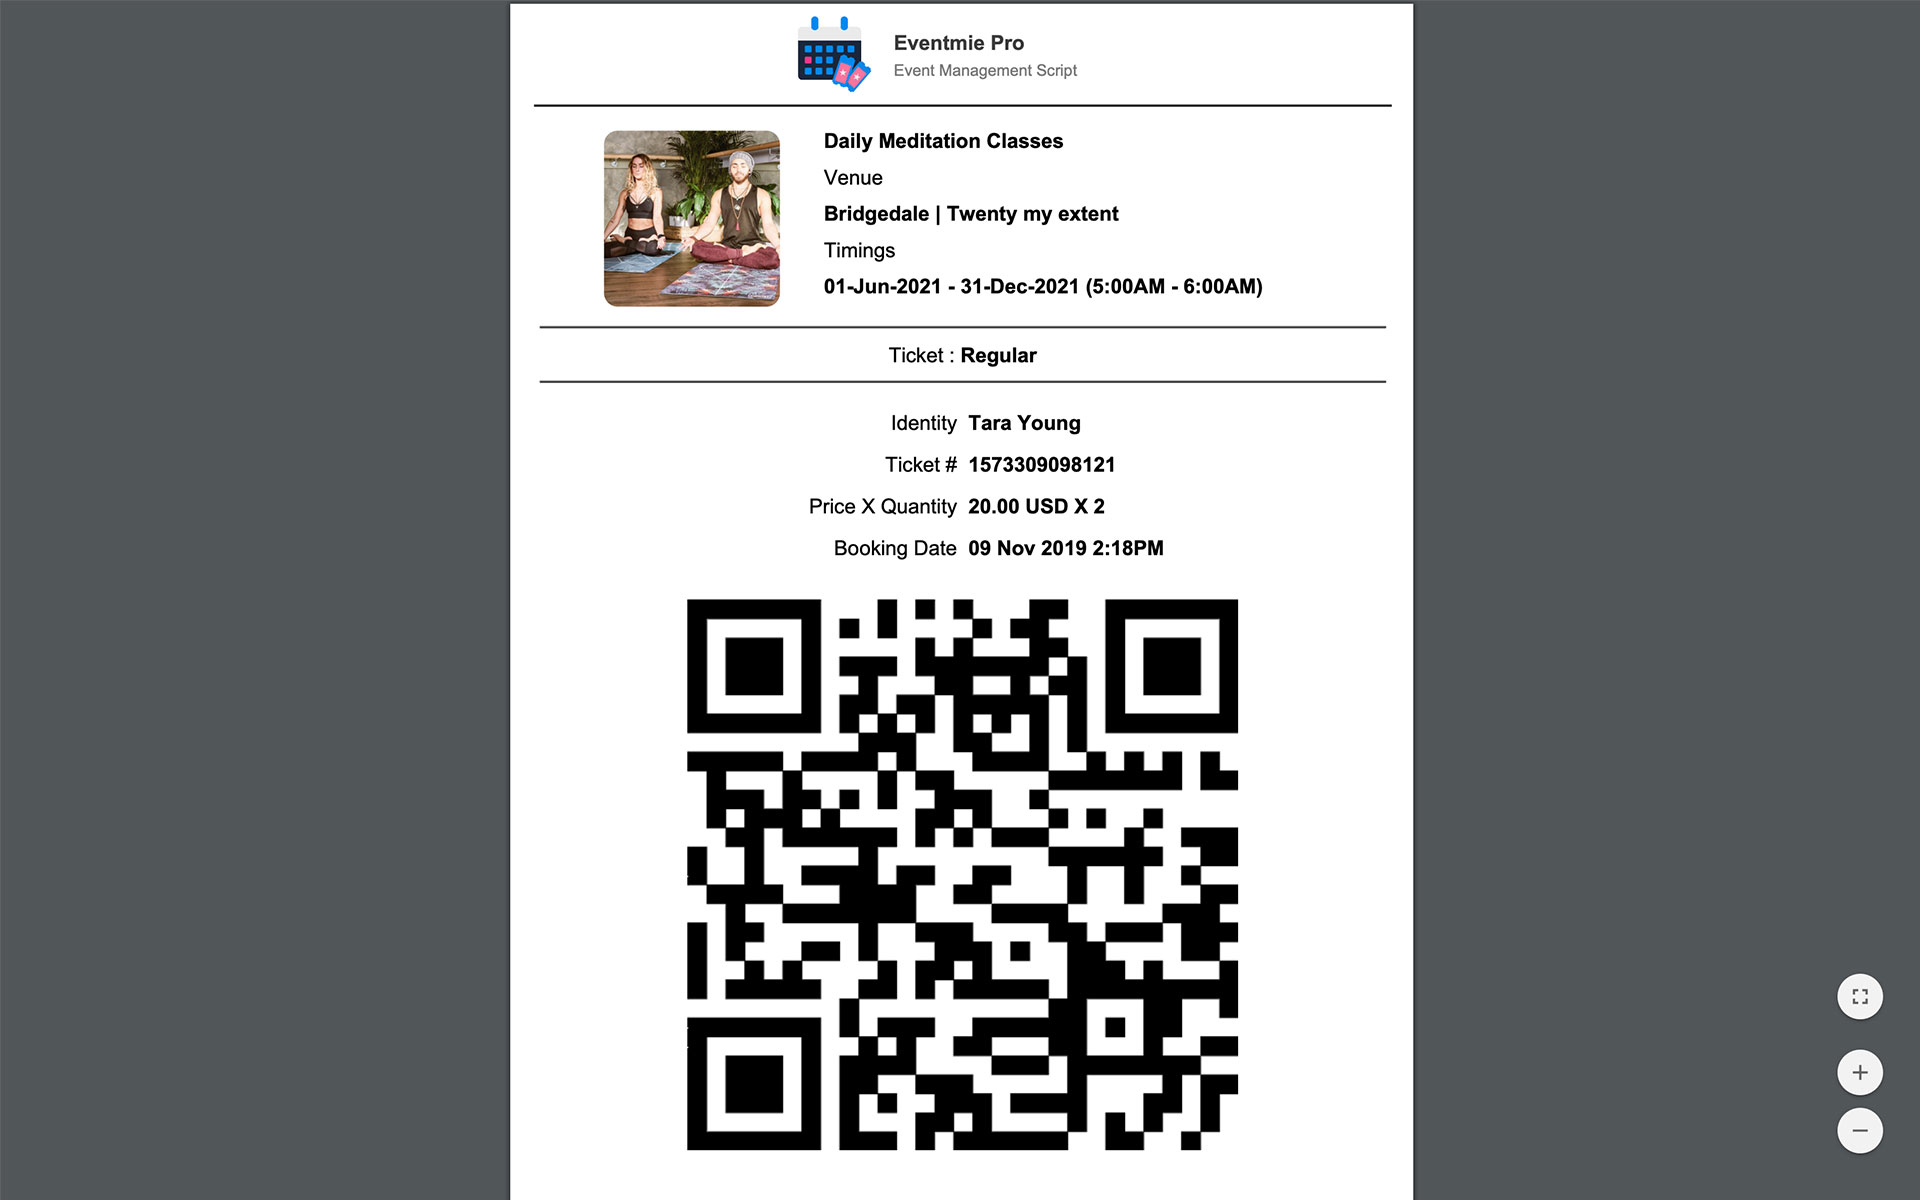 Eventmie Pro
Event Management Script
Daily Meditation Classes
Venue
Bridgedale | Twenty my extent
Timings
01-Jun-2021 - 31-Dec-2021 (5:00AM - 6:00AM)
Ticket : Regular
Identity Tara Young
Ticket # 1573309098121
Price X Quantity 20.00 USD X 2
Booking Date 09 Nov 2019 2:18PM